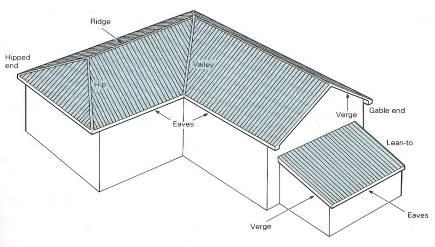 Ridge
Hipped
end
Hip
Valley
Eaves
Verge
Gable end
Lean-to
Verge
Eaves